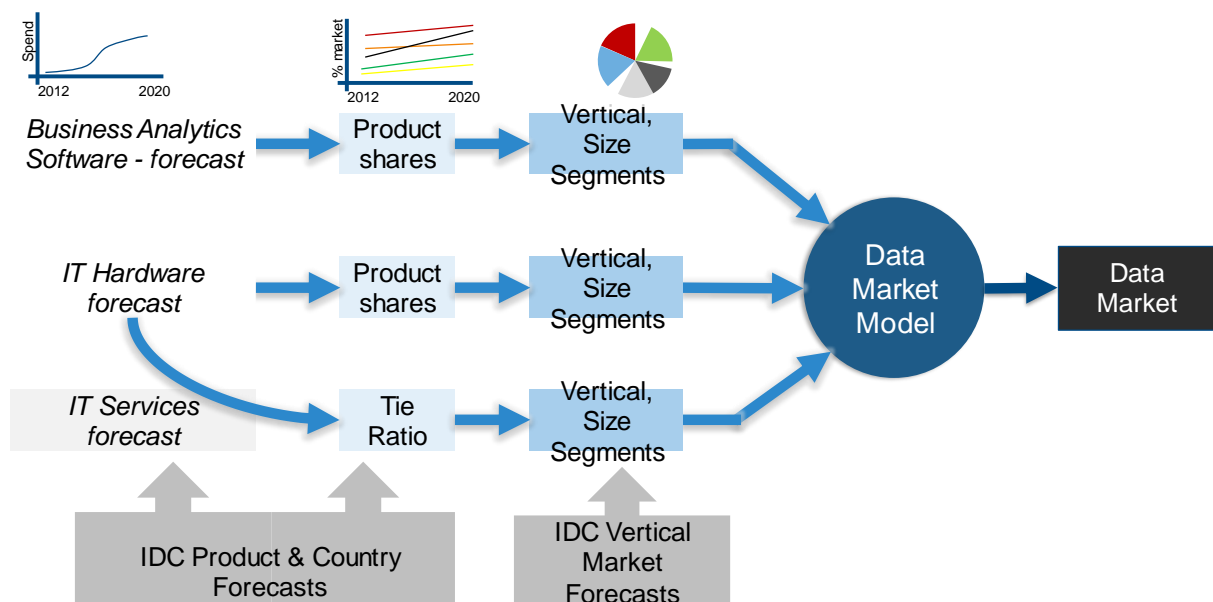 Spend
2012
2020
% market
2012
2020
Business Analytics
Software - forecast
Product
shares
Vertical,
Size
Segments
IT Hardware
forecast
Product
shares
Vertical,
Size
Segments
Data
Market
Model
Data
Market
IT Services
forecast
Tie
Ratio
Vertical,
Size
Segments
IDC Product & Country
Forecasts
IDC Vertical
Market
Forecasts